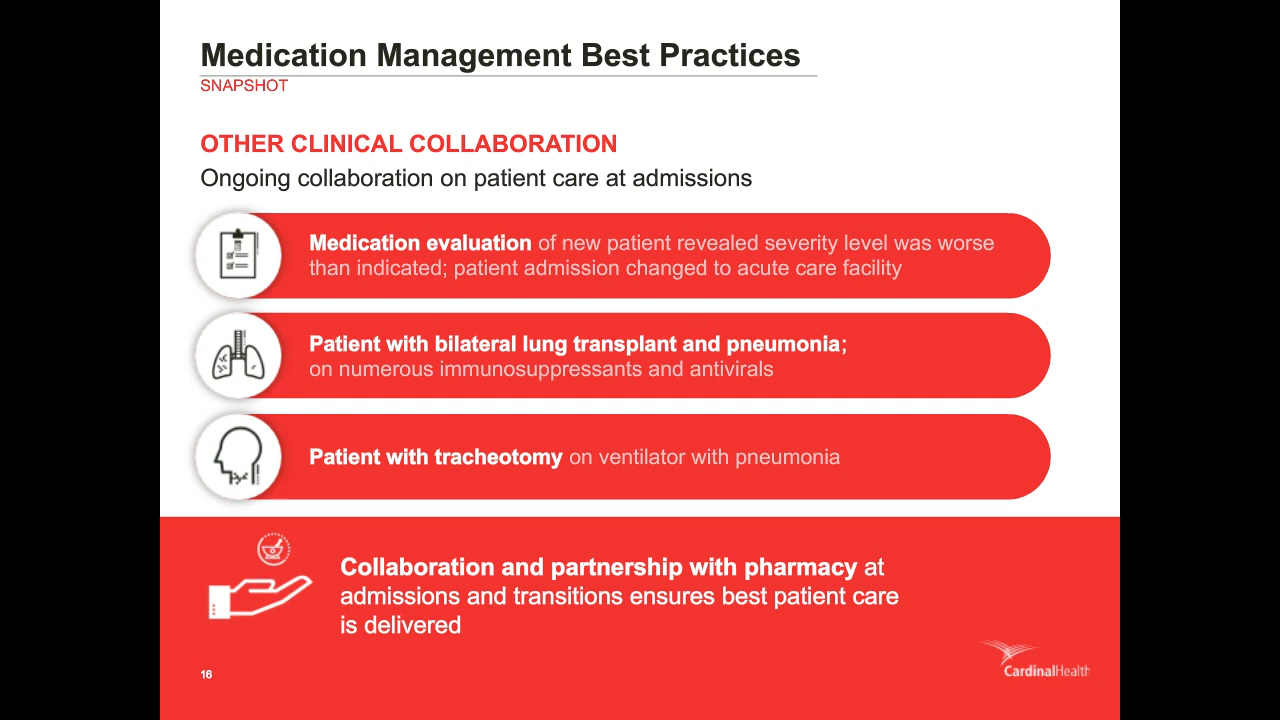 Medication Management Best Practices
SNAPSHOT
OTHER CLINICAL COLLABORATION
Ongoing collaboration on patient care at admissions
Medication evaluation of new patient revealed severity level was worse
than indicated; patient admission changed to acute care facility
Patient with bilateral lung transplant and pneumonia;
on numerous immunosuppressants and antivirals
Patient with tracheotomy on ventilator with pneumonia
Collaboration and partnership with pharmacy at
admissions and transitions ensures best patient care
is delivered
16
CardinalHealth